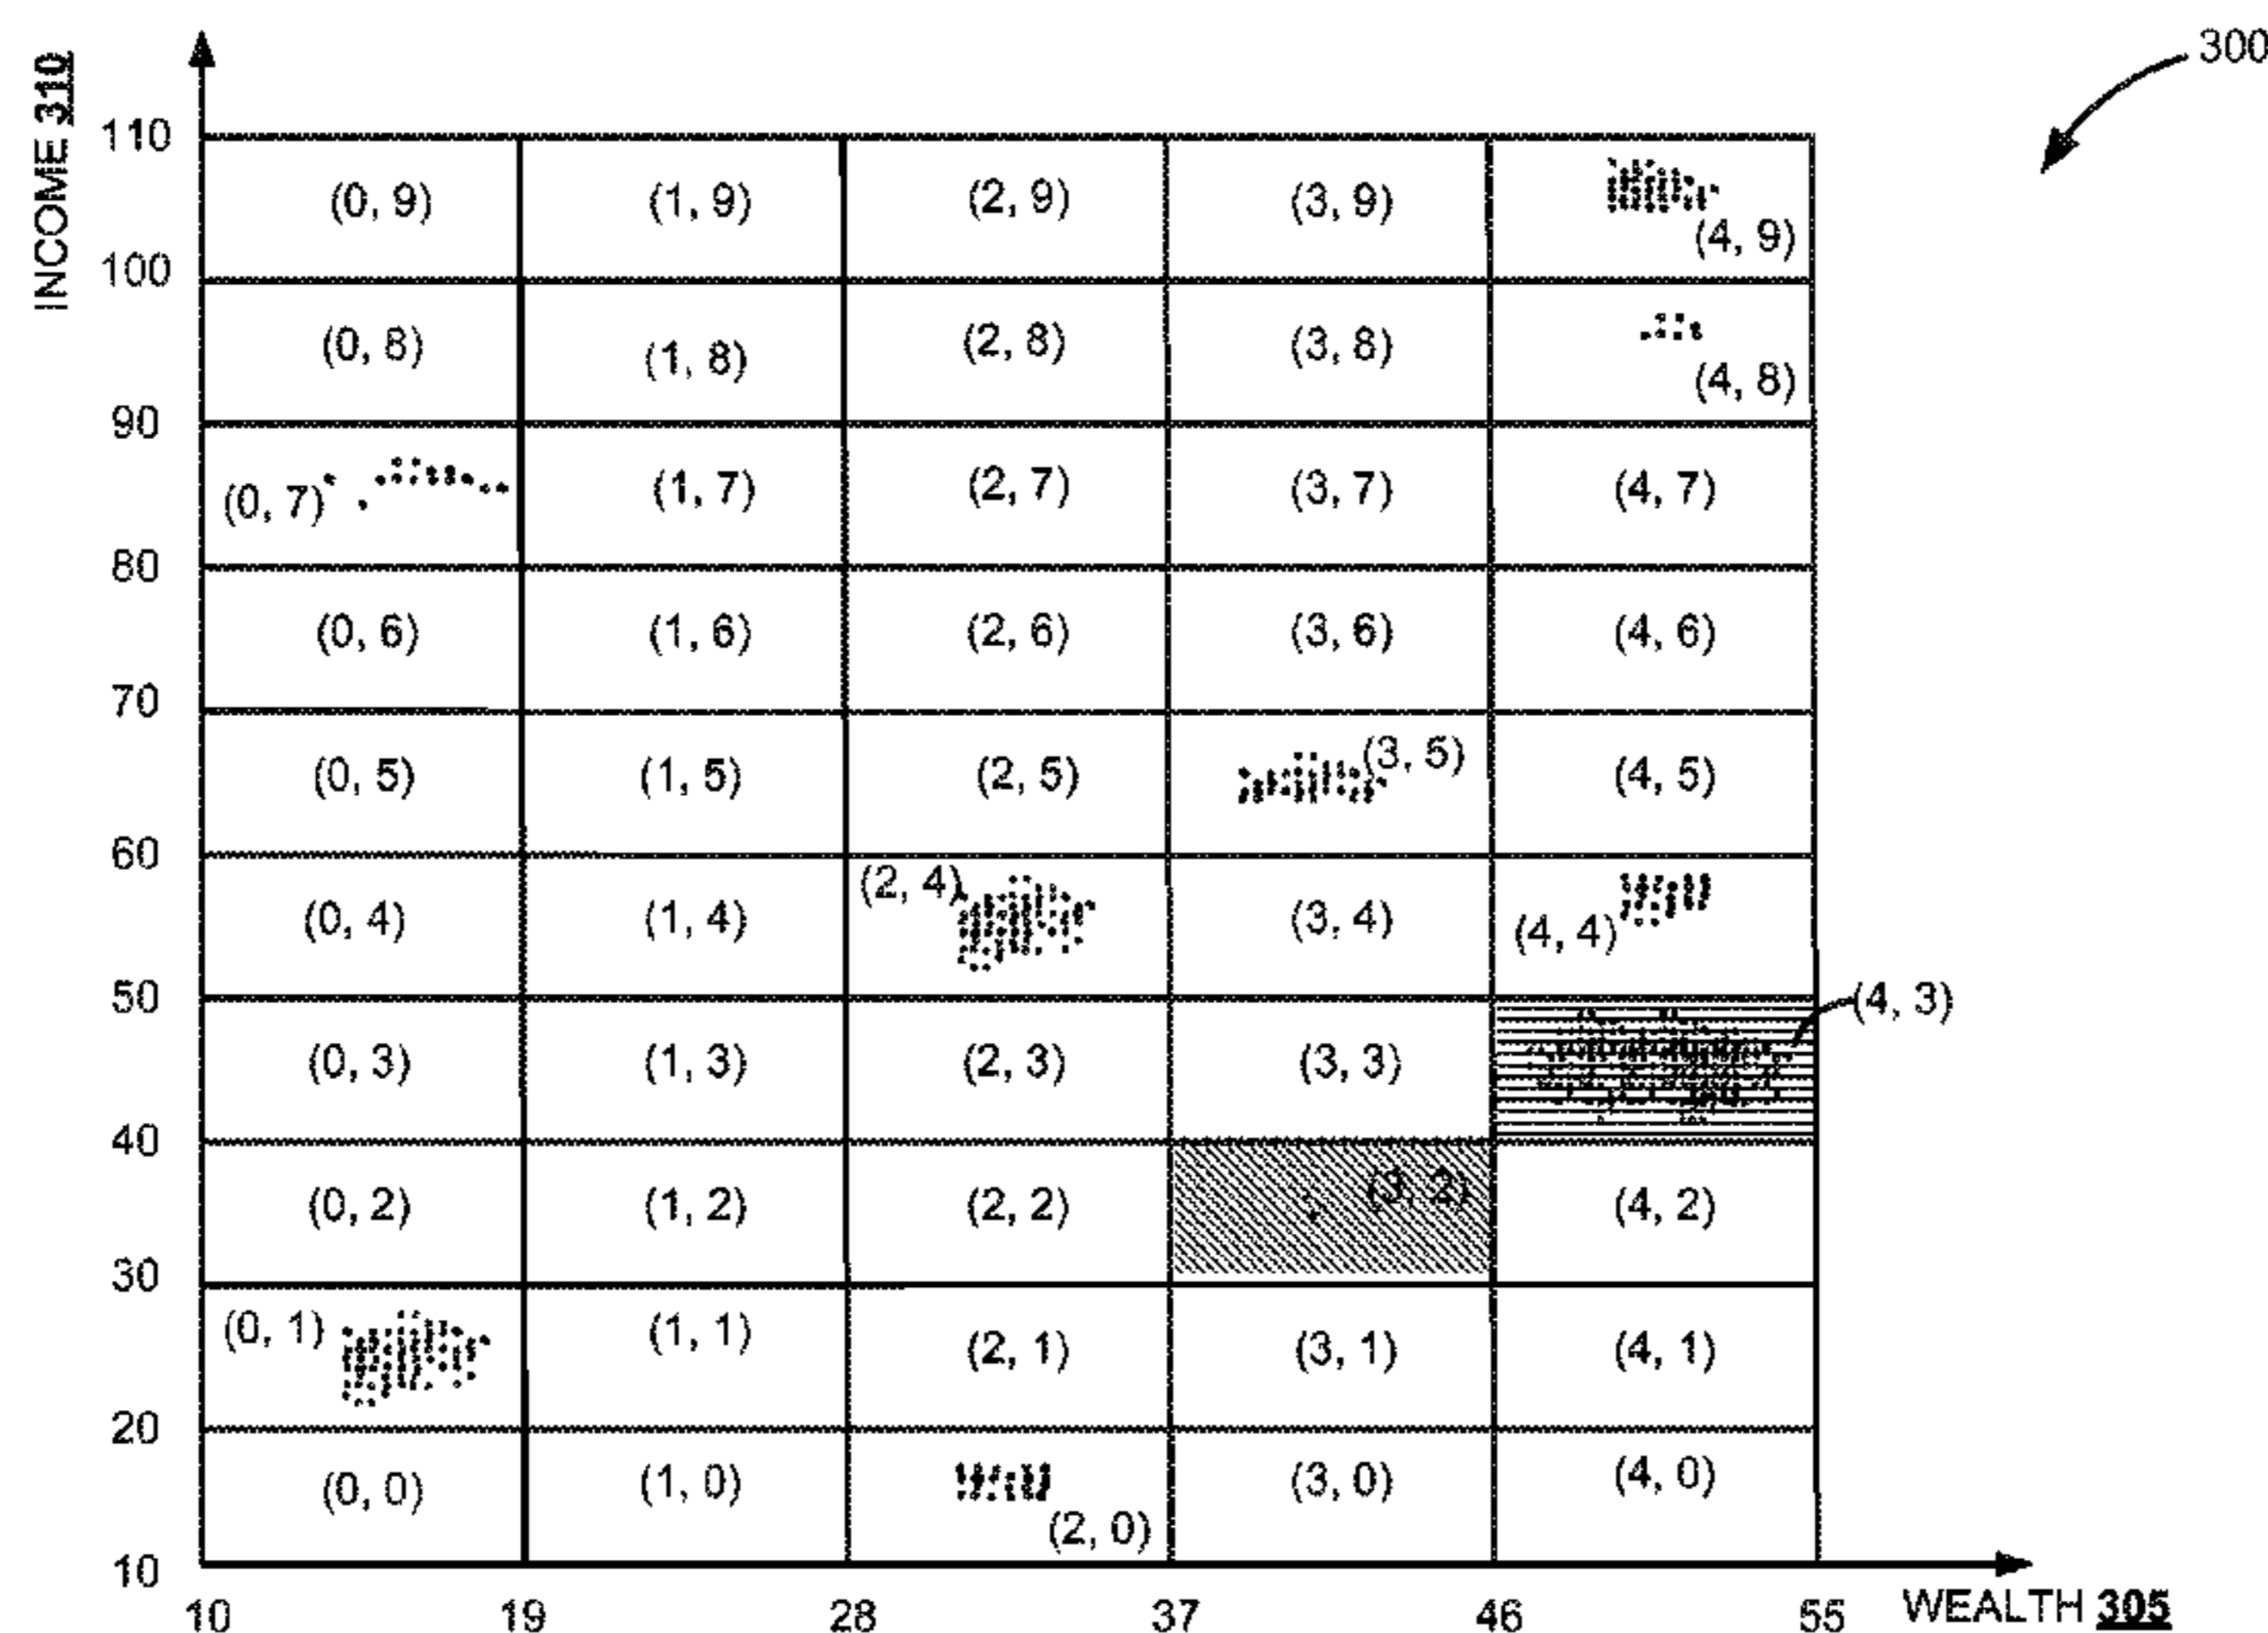 300
INCOME 310
110
(0, 9) (1, 9) (2, 9) (3, 9) (4, 9)
100
(0, 8) (1, 8) (2, 8) (3, 8) (4, 8)
90
(0, 7) (1, 7) (2, 7) (3, 7) (4, 7)
80
(0, 6) (1, 6) (2, 6) (3, 6) (4, 6)
70
(0, 5) (1, 5) (2, 5) (3, 5) (4, 5)
60
(0, 4) (1, 4) (2, 4) (3, 4) (4, 4)
50
(0, 3) (1, 3) (2, 3) (3, 3) (4, 3)
40
(0, 2) (1, 2) (2, 2) (3, 2) (4, 2)
30
(0, 1) (1, 1) (2, 1) (3, 1) (4, 1)
20
(0, 0) (1, 0) (2, 0) (3, 0) (4, 0)
10
10 19 28 37 46 55 WEALTH 305